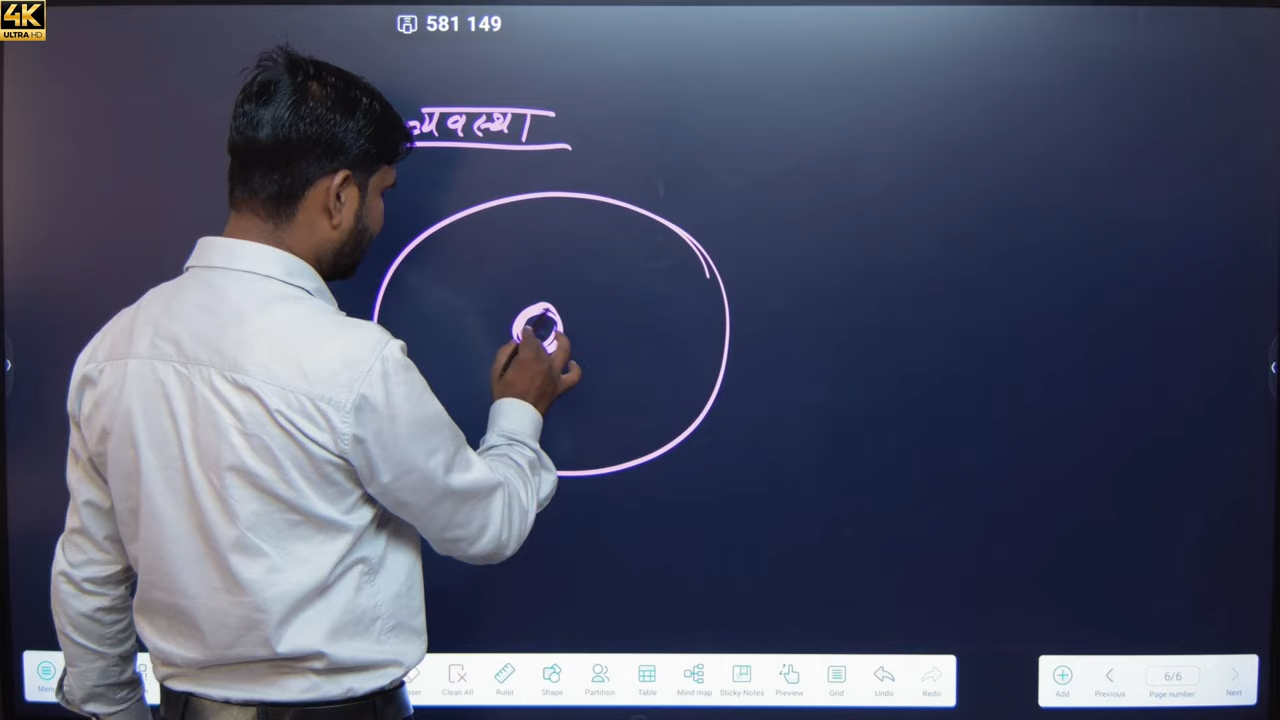 4K
ULTRA HD
581 149
व्यवस्था
Clean All
Ruler
Shape
Partition
Table
Mind map
Sticky-Notes
Preview
Grid
Undo
Redo
Add
Previous
6/6
Page number
Next